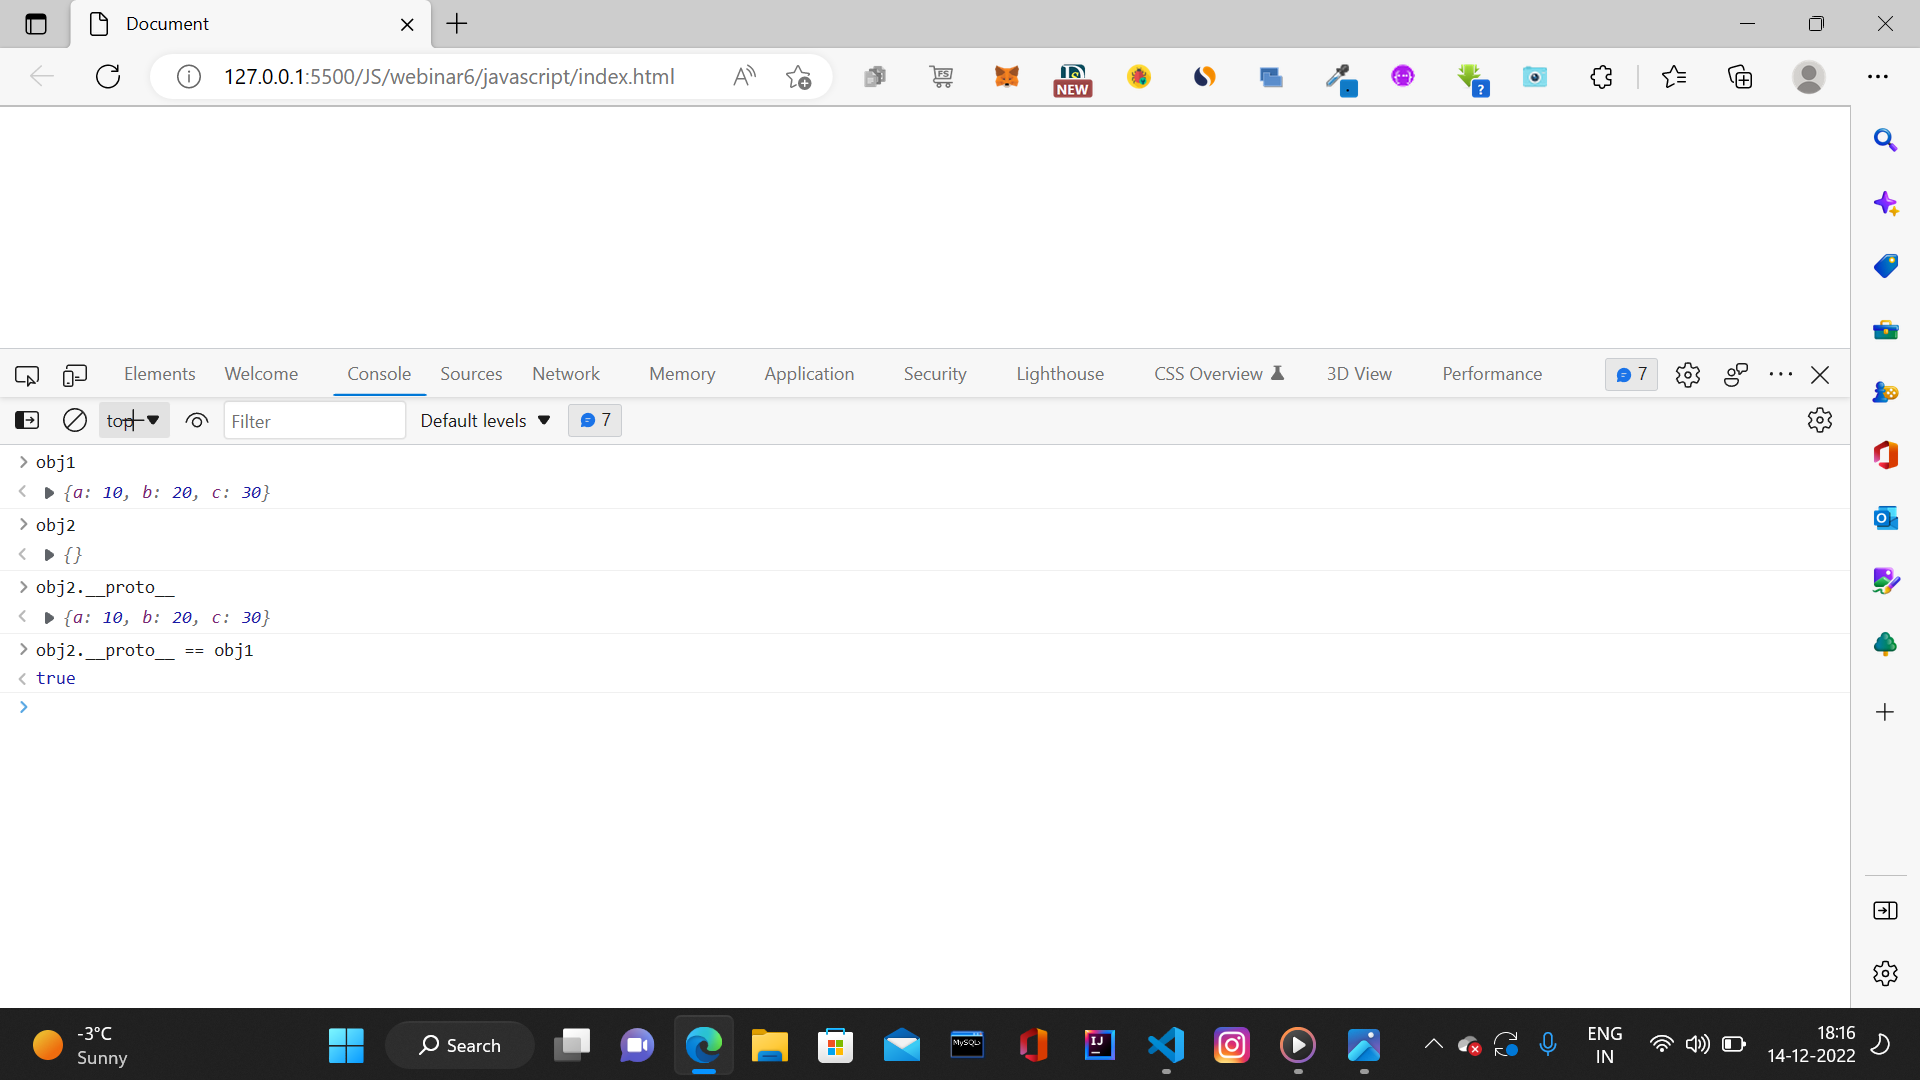 Document
127.0.0.1:5500/JS/webinar6/javascript/index.html
NEW
Elements Welcome Console Sources Network Memory Application Security Lighthouse CSS Overview 3D View Performance 7
top Filter Default levels 7
obj1
{a: 10, b: 20, c: 30}
obj2
{}
obj2.__proto__
{a: 10, b: 20, c: 30}
obj2.__proto__ == obj1
true
-3°C
Sunny
Search
MySQL>
IJ
ENG
IN
18:16
14-12-2022